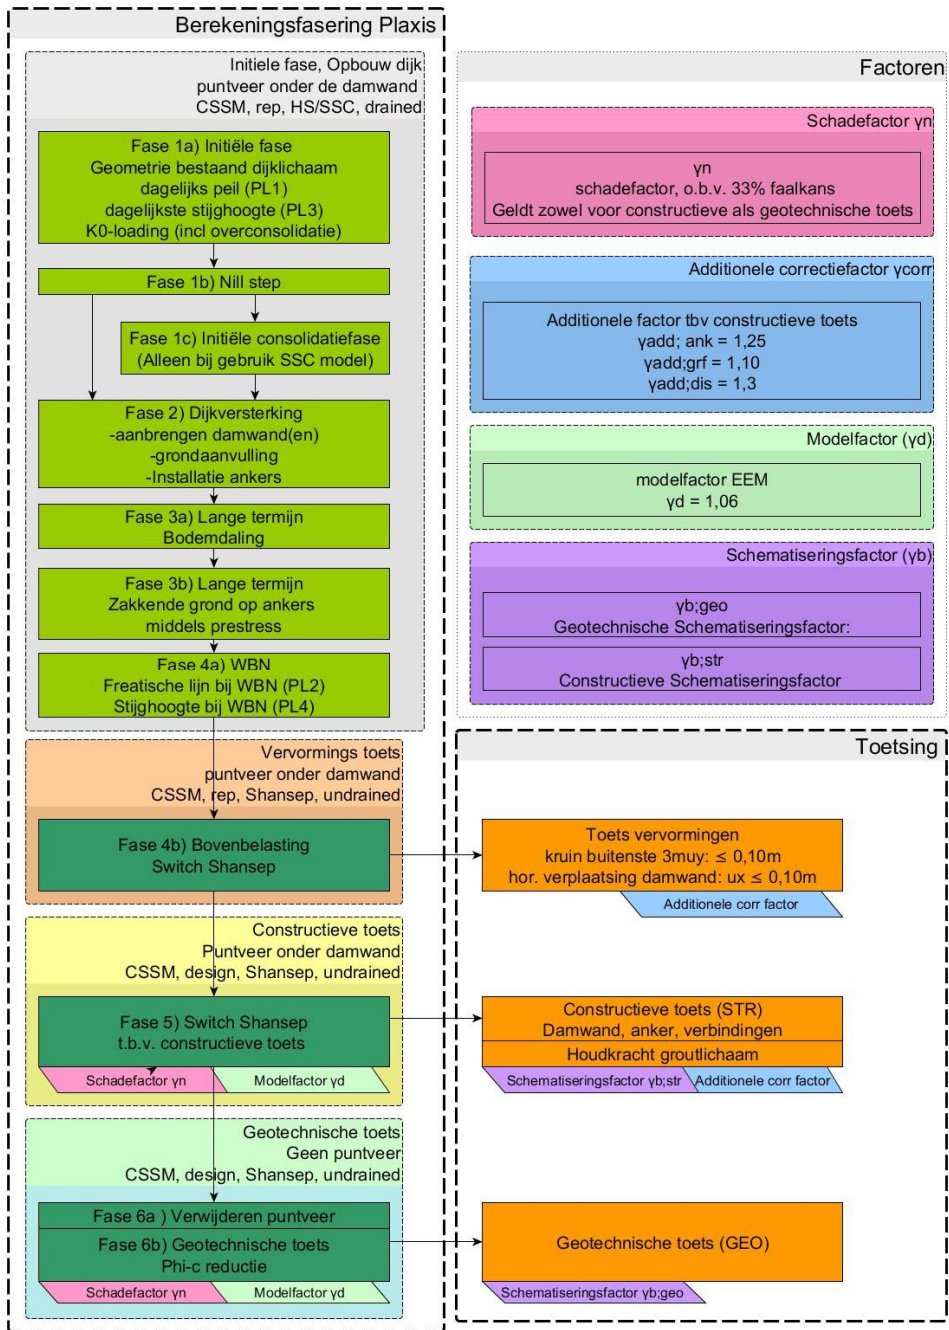 Berekeningsfasering Plaxis
Initiele fase, Opbouw dijk
puntveer onder de damwand
CSSM, rep, HS/SSC, drained
Fase 1a) Initiële fase
Geometrie bestaand dijklichaam
dagelijks peil (PL1)
dagelijkste stijghoogte (PL3)
K0-loading (incl overconsolidatie)
Fase 1b) Nill step
Fase 1c) Initiële consolidatiefase
(Alleen bij gebruik SSC model)
Fase 2) Dijkversterking
-aanbrengen damwand(en)
-grondaanvulling
-Installatie ankers
Fase 3a) Lange termijn
Bodemdaling
Fase 3b) Lange termijn
Zakkende grond op ankers
middels prestress
Fase 4a) WBN
Freatische lijn bij WBN (PL2)
Stijghoogte bij WBN (PL4)
Vervormings toets
puntveer onder damwand
CSSM, rep, Shansep, undrained
Fase 4b) Bovenbelasting
Switch Shansep
Constructieve toets
Puntveer onder damwand
CSSM, design, Shansep, undrained
Fase 5) Switch Shansep
t.b.v. constructieve toets
Schadefactor γn
Modelfactor γd
Geotechnische toets
Geen puntveer
CSSM, design, Shansep, undrained
Fase 6a ) Verwijderen puntveer
Fase 6b) Geotechnische toets
Phi-c reductie
Schadefactor γn
Modelfactor γd
Factoren
Schadefactor γn
γn
schadefactor, o.b.v. 33% faalkans
Geldt zowel voor constructieve als geotechnische toets
Additionele correctiefactor γcorr
Additionele factor tbv constructieve toets
γadd; ank = 1,25
γadd;grf = 1,10
γadd;dis = 1,3
Modelfactor (γd)
modelfactor EEM
γd = 1,06
Schematiseringsfactor (γb)
γb;geo
Geotechnische Schematiseringsfactor:
γb;str
Constructieve Schematiseringsfactor
Toetsing
Toets vervormingen
kruin buitenste 3muy: ≤ 0,10m
hor. verplaatsing damwand: ux ≤ 0,10m
Additionele corr factor
Constructieve toets (STR)
Damwand, anker, verbindingen
Houdkracht groutlichaam
Schematiseringsfactor γb;str
Additionele corr factor
Geotechnische toets (GEO)
Schematiseringsfactor γb;geo